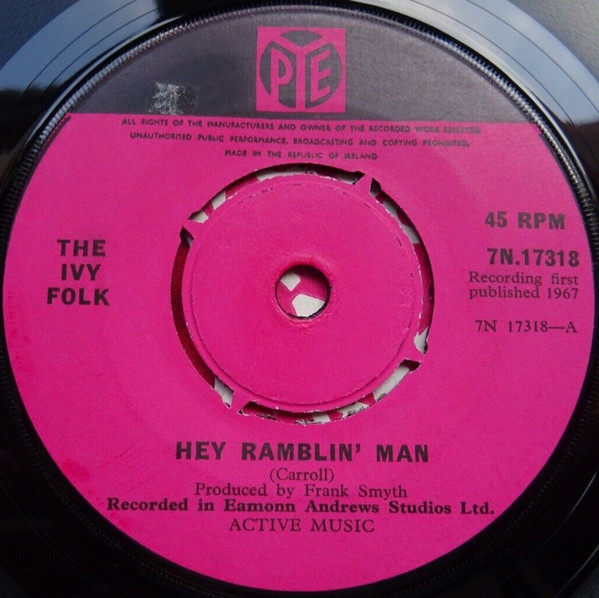 PYE
ALL RIGHTS OF THE MANUFACTURERS AND OWNER OF THE RECORDED WORK RESERVED
UNAUTHORISED PUBLIC PERFORMANCE, BROADCASTING AND COPYING PROHIBITED,
MADE IN THE REPUBLIC OF IRELAND
THE
IVY
FOLK
45 RPM
7N.17318
Recording first
published 1967
7N 17318—A
HEY RAMBLIN' MAN
(Carroll)
Produced by Frank Smyth
Recorded in Eamonn Andrews Studios Ltd.
ACTIVE MUSIC